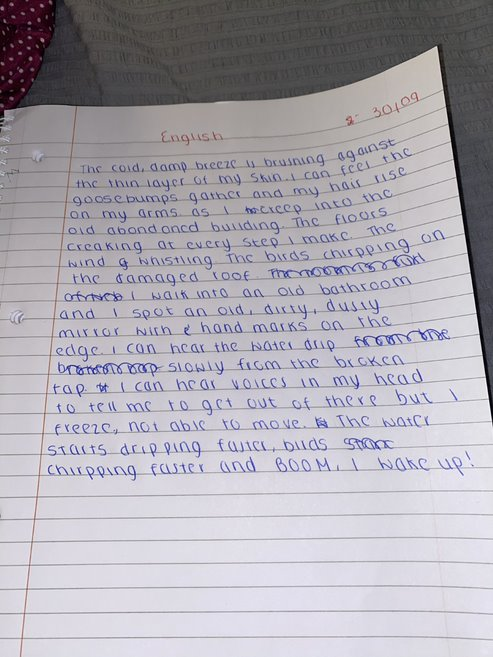 English
30/09
The cold, damp breeze is bruining against
the thin layer of my skin. I can feel the
goosebumps gather and my hair rise
on my arms as I creep into the
old abondoned building. The floors
creaking at every step I make. The
wind whistling. The birds chirpping on
the damaged roof.
I walk into an old bathroom
and I spot an old, dirty, dusty
mirror with hand marks on the
edge. I can hear the water drip
slowly from the broken
tap. I can hear voices in my head
to tell me to get out of there but I
freeze, not able to move. The water
starts dripping faster, birds
chirpping faster and BOOM, I wake up!